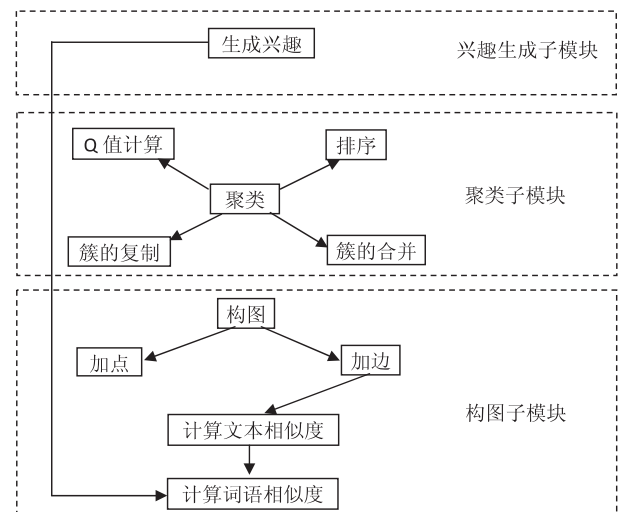 生成兴趣
兴趣生成子模块
Q 值计算
排序
聚类
聚类子模块
簇的复制
簇的合并
构图
加点
加边
构图子模块
计算文本相似度
计算词语相似度